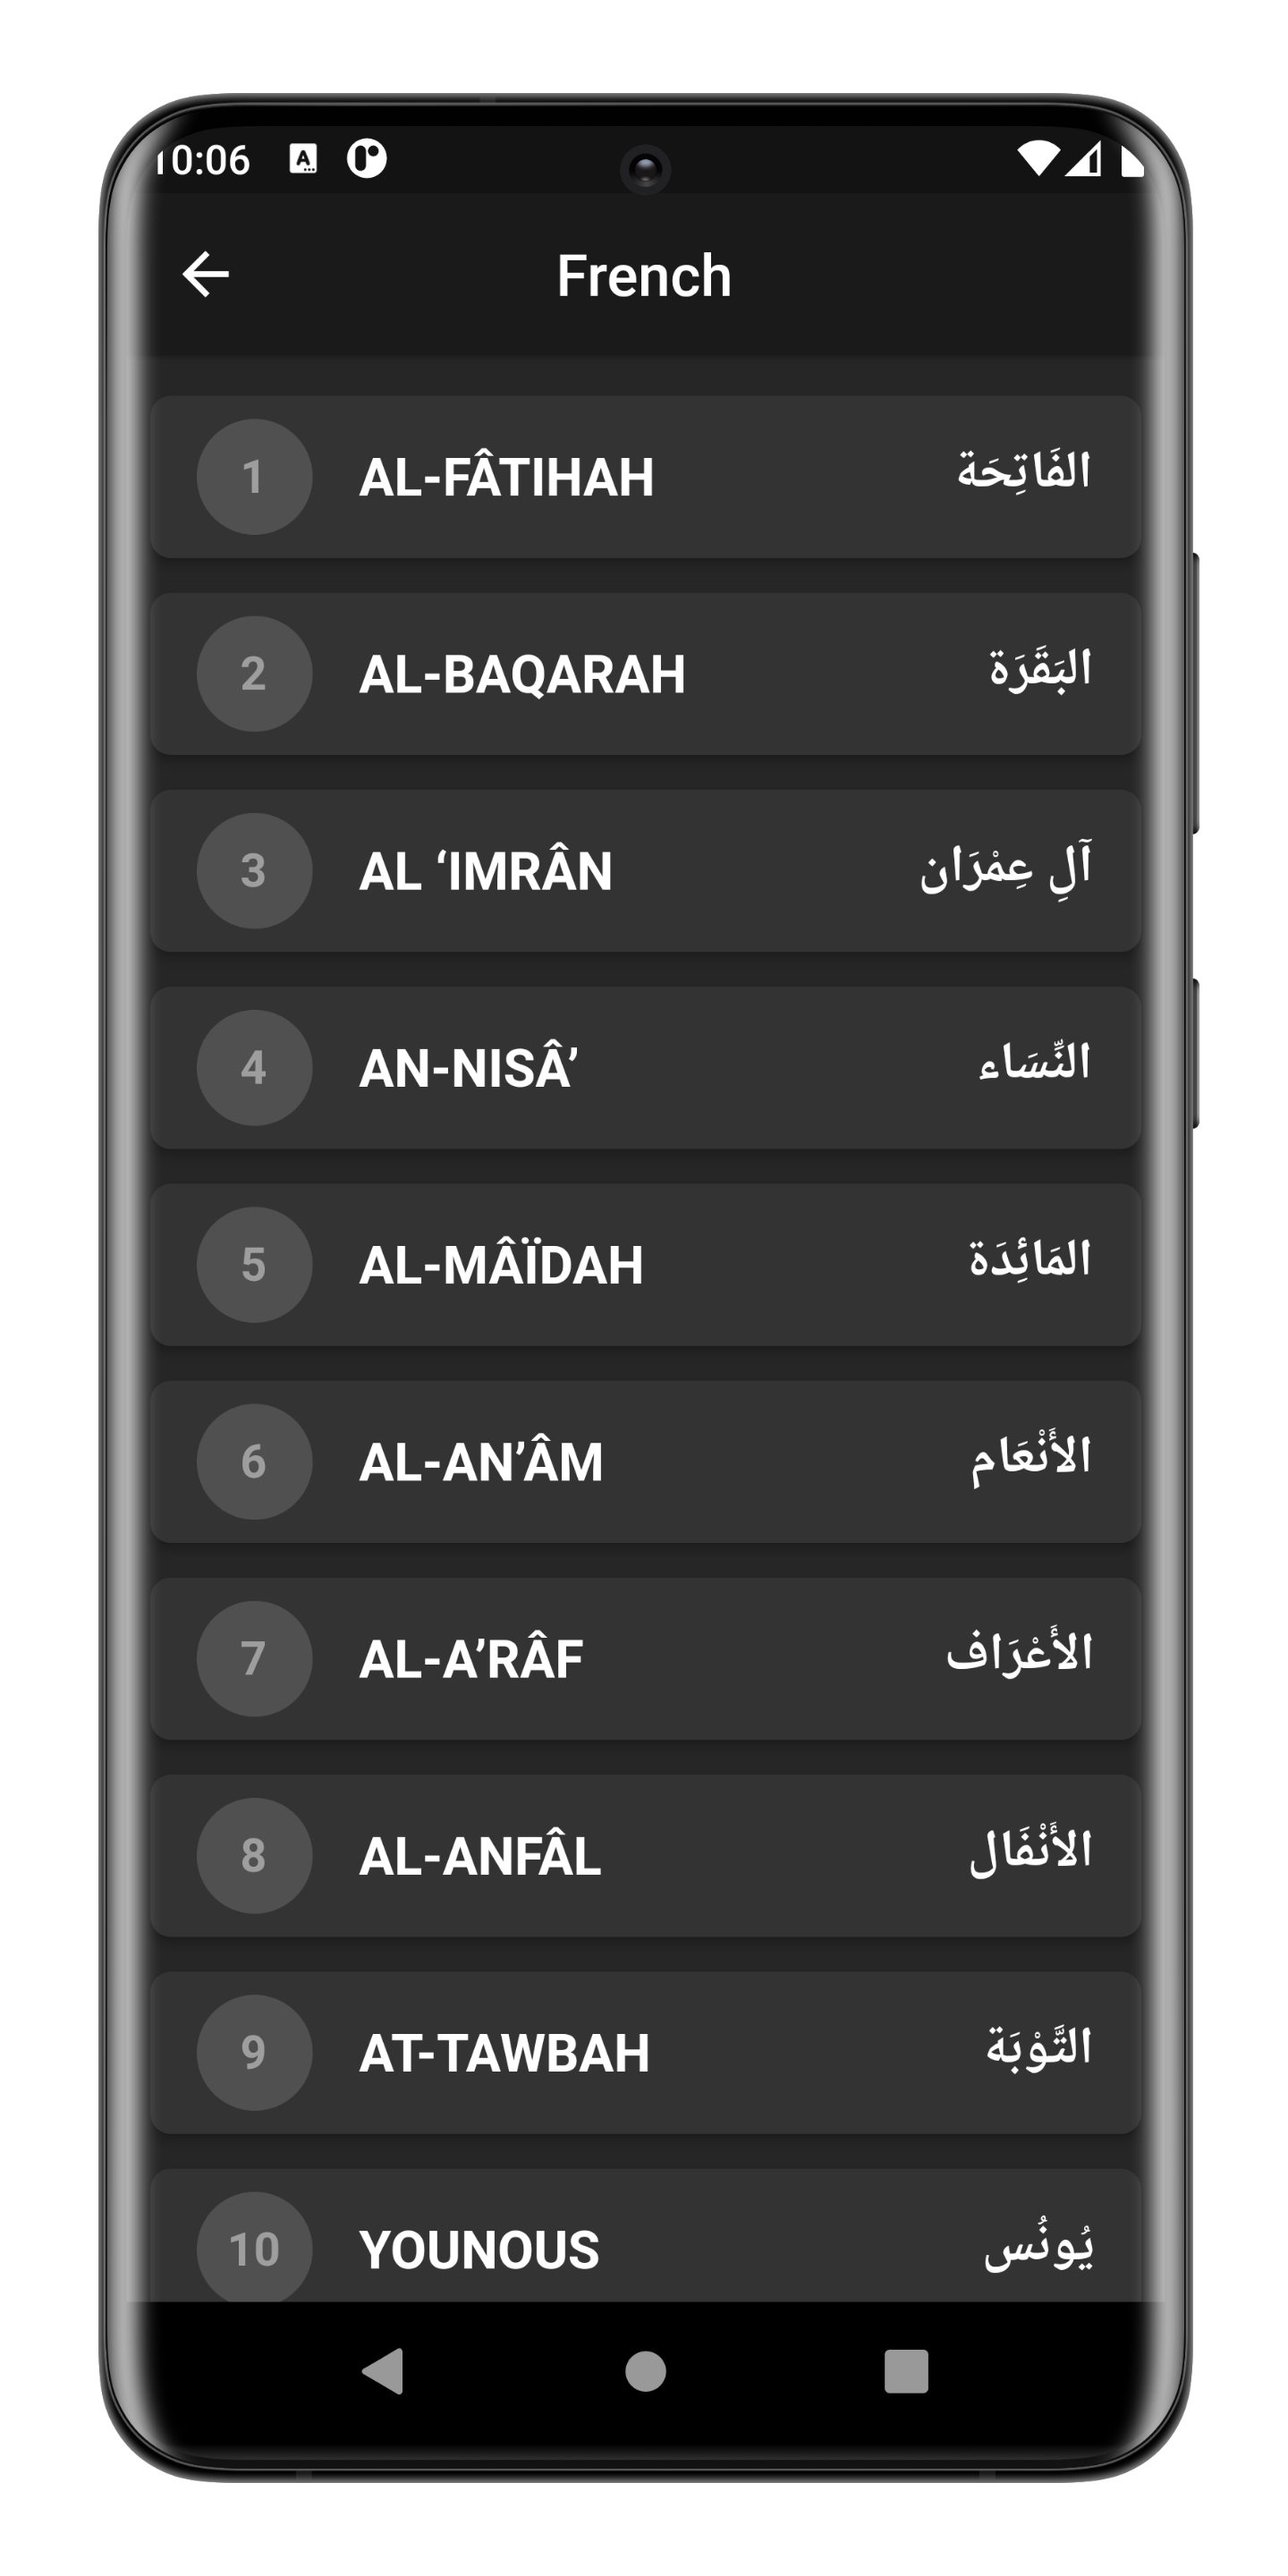 10:06
French
1 AL-FÂTIHAH الفَاتِحَة
2 AL-BAQARAH البَقَرَة
3 AL ‘IMRÂN آلِ عِمْرَان
4 AN-NISÂ’ النِّسَاء
5 AL-MÂÏDAH المَائِدَة
6 AL-AN’ÂM الأَنْعَام
7 AL-A’RÂF الأَعْرَاف
8 AL-ANFÂL الأَنْفَال
9 AT-TAWBAH التَّوْبَة
10 YOUNOUS يُونُس